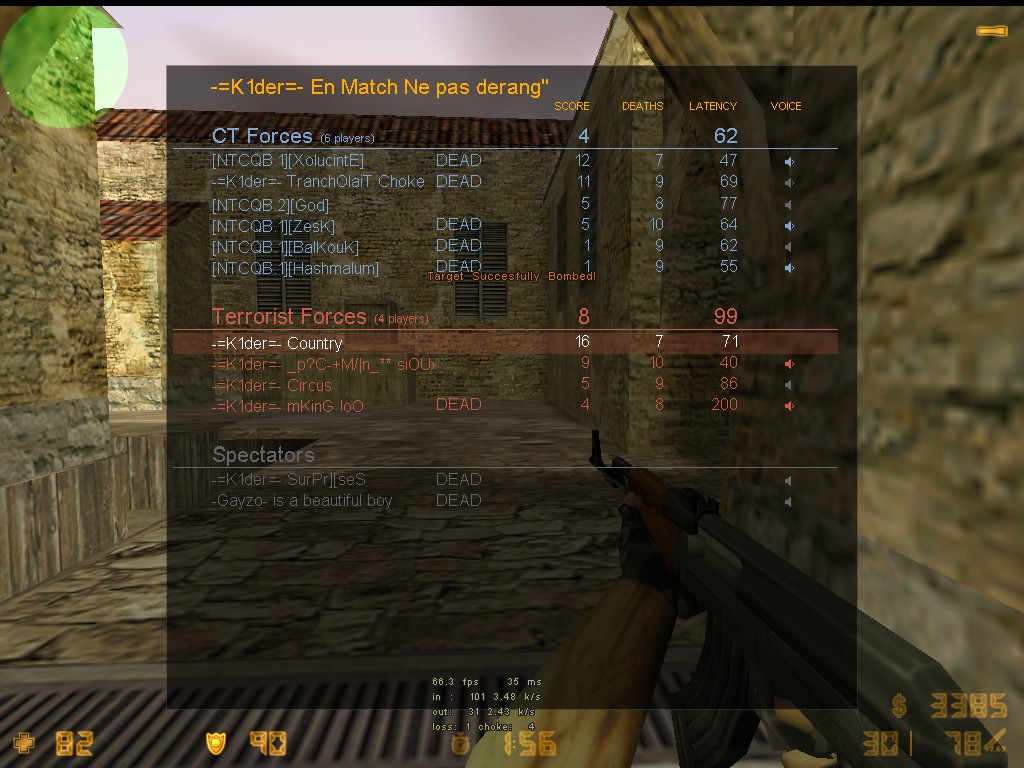 -=K1der=- En Match Ne pas derang"
SCORE DEATHS LATENCY VOICE
CT Forces (6 players) 4 62
[NTCQB.1][XolucintE] DEAD 12 7 47
-=K1der=- TranchOlaiT Choke DEAD 11 9 69
[NTCQB.2][God] 5 8 77
[NTCQB.1][ZesK] DEAD 5 10 64
[NTCQB.1][BalKouK] 1 9 62
[NTCQB.1][Hashmalum] DEAD 1 9 55
Target Succesfully Bombed!
Terrorist Forces (4 players) 8 99
-=K1der=- Country 16 7 71
-=K1der=- _p?C-+M/|n_** siOU 9 10 40
-=K1der=- Circus 5 9 86
-=K1der=- mKinG loO DEAD 4 8 200
Spectators
-=K1der=- SurPr][seS DEAD
-Gayzo- is a beautiful boy DEAD
66.3 fps 35 ms
in : 101 3.48 k/s
out: 31 2.43 k/s
loss: 1 choke: 4
$ 3385
82 90 1:56 30 | 78